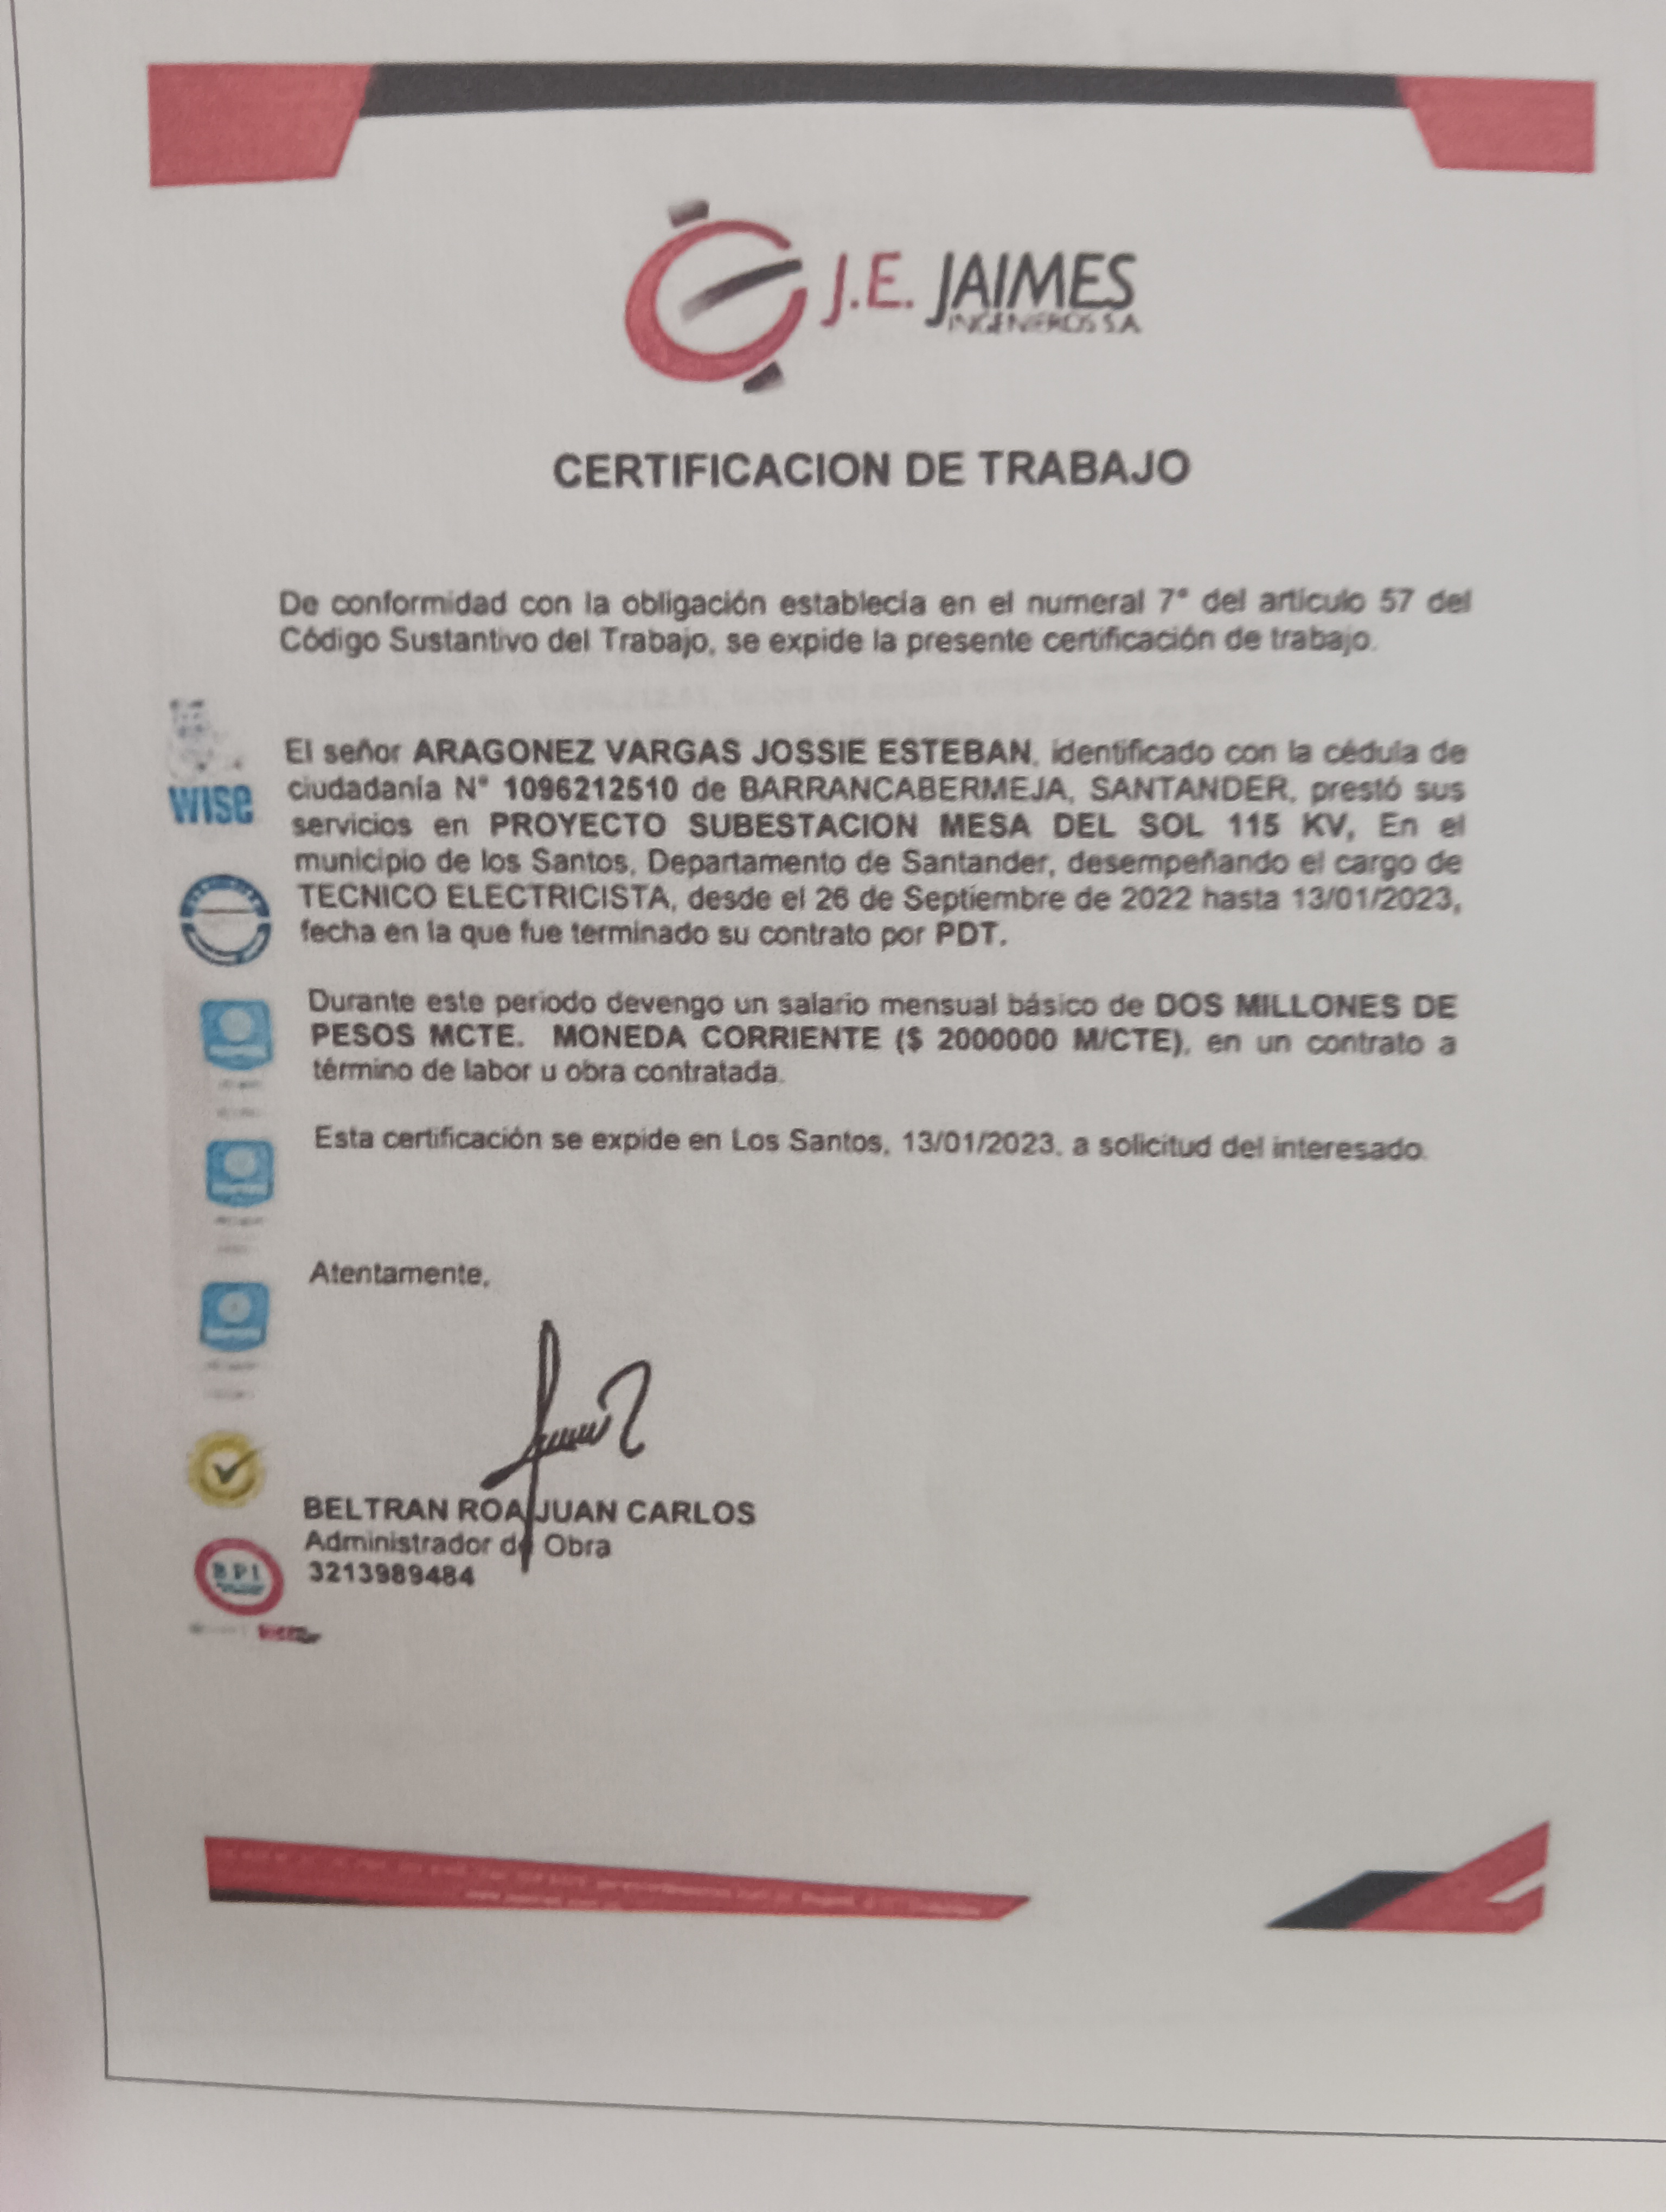 J.E. JAIMES
INGENIEROS S.A.
CERTIFICACION DE TRABAJO
De conformidad con la obligación establecía en el numeral 7° del artículo 57 del
Código Sustantivo del Trabajo, se expide la presente certificación de trabajo.
El señor ARAGONEZ VARGAS JOSSIE ESTEBAN, identificado con la cédula de
ciudadanía N° 1096212510 de BARRANCABERMEJA, SANTANDER, prestó sus
servicios en PROYECTO SUBESTACION MESA DEL SOL 115 KV, En el
municipio de los Santos, Departamento de Santander, desempeñando el cargo de
TECNICO ELECTRICISTA, desde el 26 de Septiembre de 2022 hasta 13/01/2023,
fecha en la que fue terminado su contrato por PDT.
Durante este periodo devengo un salario mensual básico de DOS MILLONES DE
PESOS MCTE. MONEDA CORRIENTE ($ 2000000 M/CTE), en un contrato a
término de labor u obra contratada.
Esta certificación se expide en Los Santos, 13/01/2023, a solicitud del interesado.
Atentamente,
BELTRAN ROA JUAN CARLOS
Administrador de Obra
3213989484
wise
BPI